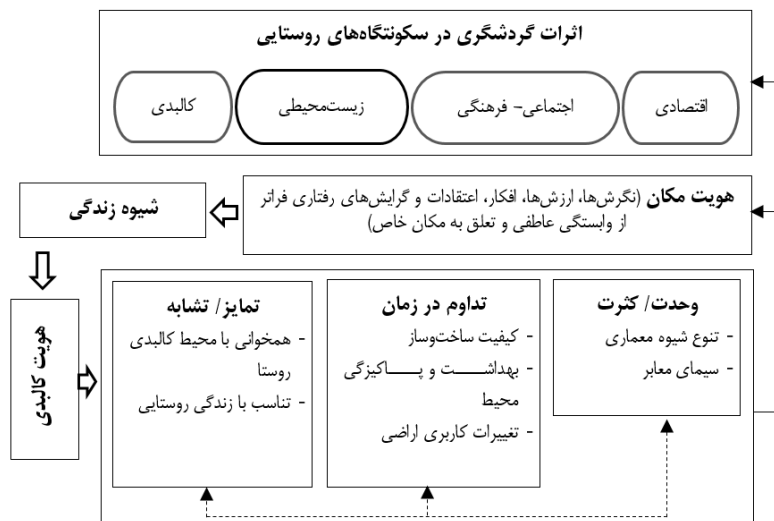 اثرات گردشگری در سکونتگاه‌های روستایی
اقتصادی
اجتماعی- فرهنگی
زیست‌محیطی
کالبدی
هویت مکان (نگرش‌ها، ارزش‌ها، افکار، اعتقادات و گرایش‌های رفتاری فراتر
از وابستگی عاطفی و تعلق به مکان خاص)
شیوه زندگی
هویت کالبدی
وحدت/ کثرت
- تنوع شیوه معماری
- سیمای معابر
تداوم در زمان
- کیفیت ساخت‌وساز
- بهداشت و پاکیزگی
محیط
- تغییرات کاربری اراضی
تمایز/ تشابه
- همخوانی با محیط کالبدی
روستا
- تناسب با زندگی روستایی